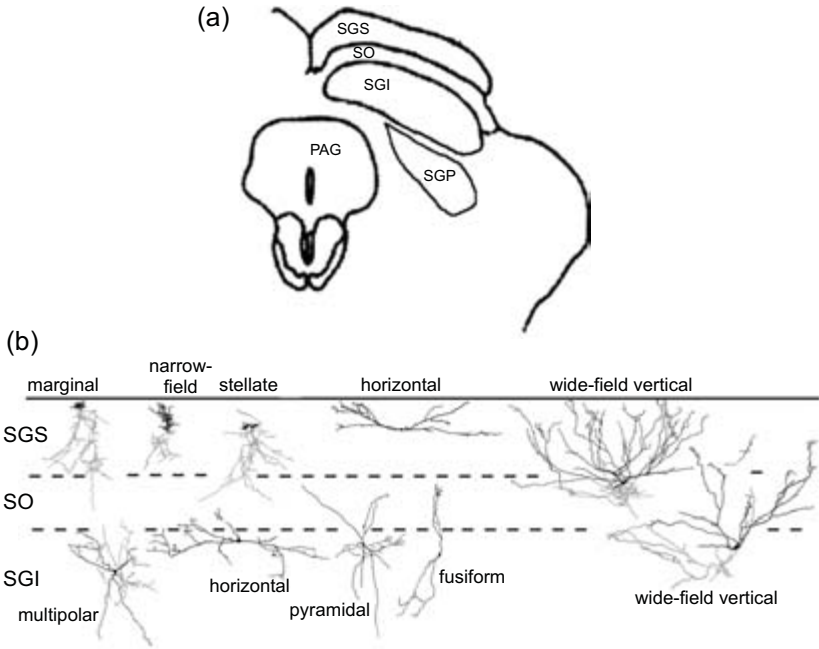 (a)
SGS
SO
SGI
PAG
SGP
(b)
marginal
narrow-
field
stellate
horizontal
wide-field vertical
SGS
SO
SGI
multipolar
horizontal
pyramidal
fusiform
wide-field vertical